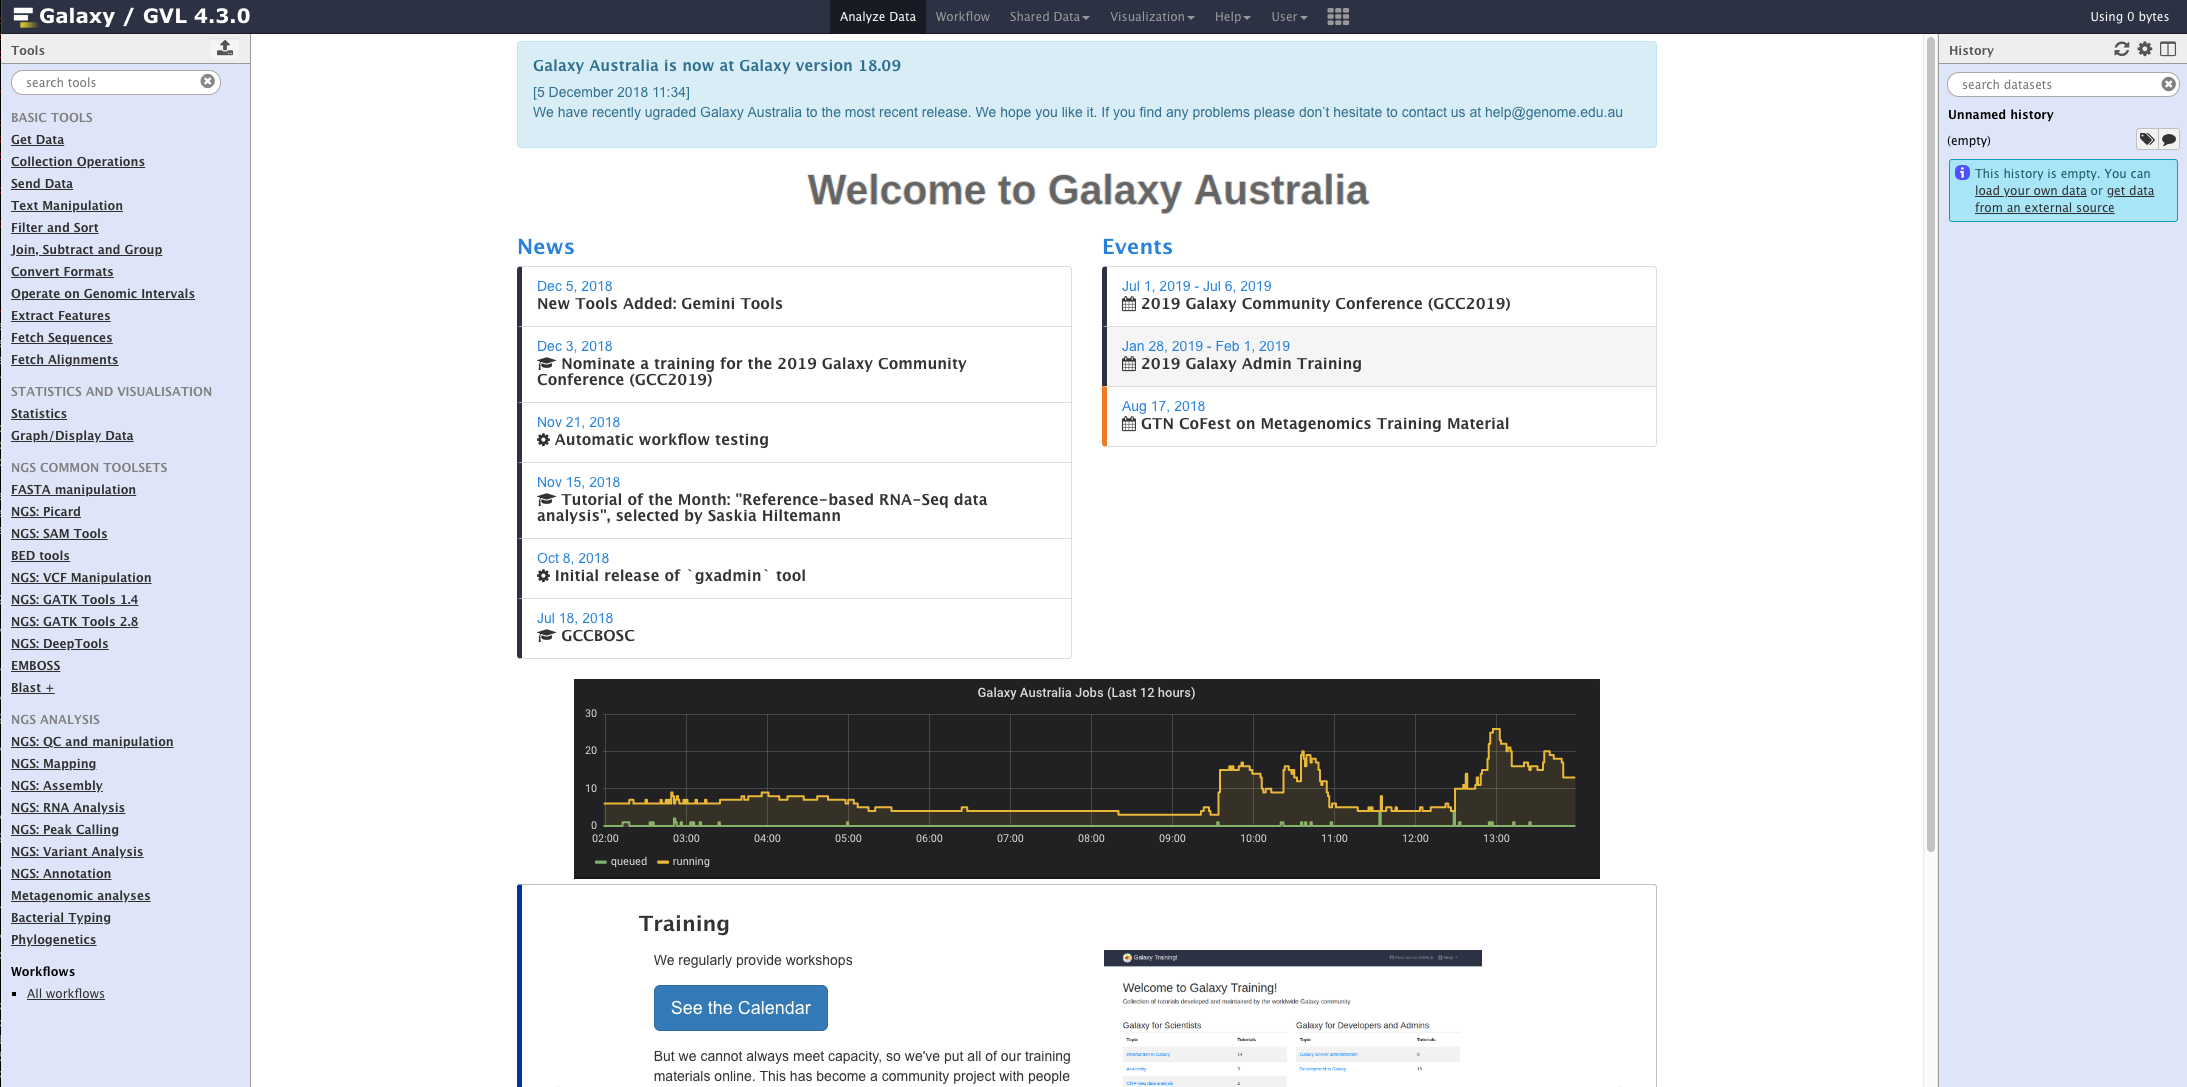 Galaxy / GVL 4.3.0
Analyze Data
Workflow
Shared Data
Visualization
Help
User
Using 0 bytes
Tools
search tools
BASIC TOOLS
Get Data
Collection Operations
Send Data
Text Manipulation
Filter and Sort
Join, Subtract and Group
Convert Formats
Operate on Genomic Intervals
Extract Features
Fetch Sequences
Fetch Alignments
STATISTICS AND VISUALISATION
Statistics
Graph/Display Data
NGS COMMON TOOLSETS
FASTA manipulation
NGS: Picard
NGS: SAM Tools
BED tools
NGS: VCF Manipulation
NGS: GATK Tools 1.4
NGS: GATK Tools 2.8
NGS: DeepTools
EMBOSS
Blast +
NGS ANALYSIS
NGS: QC and manipulation
NGS: Mapping
NGS: Assembly
NGS: RNA Analysis
NGS: Peak Calling
NGS: Variant Analysis
NGS: Annotation
Metagenomic analyses
Bacterial Typing
Phylogenetics
Workflows
All workflows
Galaxy Australia is now at Galaxy version 18.09
[5 December 2018 11:34]
We have recently ugraded Galaxy Australia to the most recent release. We hope you like it. If you find any problems please don't hesitate to contact us at help@genome.edu.au
Welcome to Galaxy Australia
News
Dec 5, 2018
New Tools Added: Gemini Tools
Dec 3, 2018
Nominate a training for the 2019 Galaxy Community
Conference (GCC2019)
Nov 21, 2018
Automatic workflow testing
Nov 15, 2018
Tutorial of the Month: "Reference-based RNA-Seq data
analysis", selected by Saskia Hiltemann
Oct 8, 2018
Initial release of `gxadmin` tool
Jul 18, 2018
GCCBOSC
Events
Jul 1, 2019 - Jul 6, 2019
2019 Galaxy Community Conference (GCC2019)
Jan 28, 2019 - Feb 1, 2019
2019 Galaxy Admin Training
Aug 17, 2018
GTN CoFest on Metagenomics Training Material
Galaxy Australia Jobs (Last 12 hours)
30
20
10
0
02:00 03:00 04:00 05:00 06:00 07:00 08:00 09:00 10:00 11:00 12:00 13:00
queued running
Training
We regularly provide workshops
See the Calendar
But we cannot always meet capacity, so we've put all of our training
materials online. This has become a community project with people
Galaxy Training!
Help
Welcome to Galaxy Training!
Collection of tutorials developed and maintained by the worldwide Galaxy community
Galaxy for Scientists
Topic Tutorials
Introduction to Galaxy 14
Assembly
Galaxy for Developers and Admins
Topic Tutorials
Galaxy Server administration
Development in Galaxy
History
search datasets
Unnamed history
(empty)
This history is empty. You can
load your own data or get data
from an external source